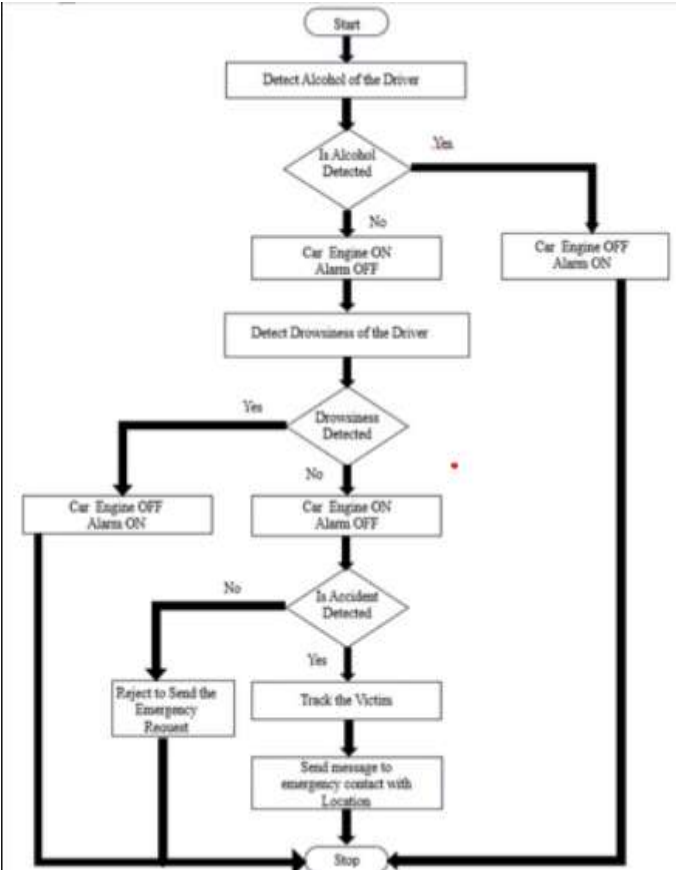 Start
Detect Alcohol of the Driver
Is Alcohol
Detected
Yes
No
Car Engine ON
Alarm OFF
Car Engine OFF
Alarm ON
Detect Drowsiness of the Driver
Yes
Drowsiness
Detected
No
Car Engine OFF
Alarm ON
Car Engine ON
Alarm OFF
No
Is Accident
Detected
Yes
Reject to Send the
Emergency
Request
Track the Victim
Send message to
emergency contact with
Location
Stop